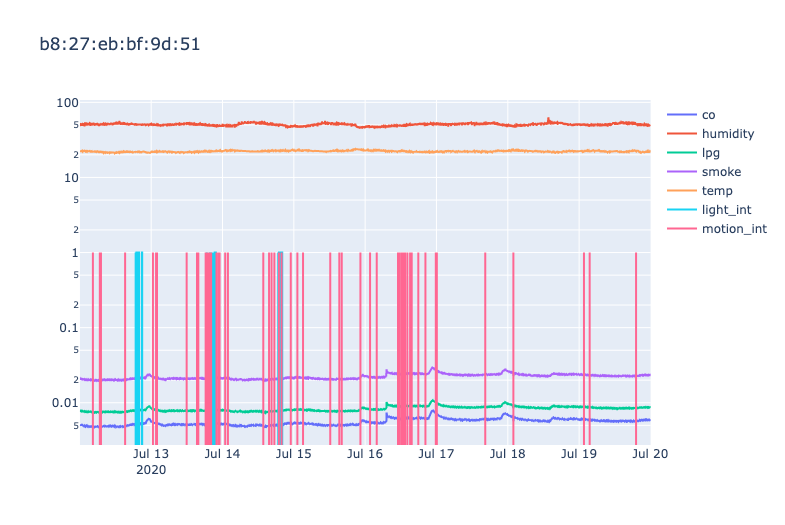 b8:27:eb:bf:9d:51
100
5
2
10
5
2
1
5
2
0.1
5
2
0.01
5
Jul 13
2020
Jul 14
Jul 15
Jul 16
Jul 17
Jul 18
Jul 19
Jul 20
co
humidity
lpg
smoke
temp
light_int
motion_int